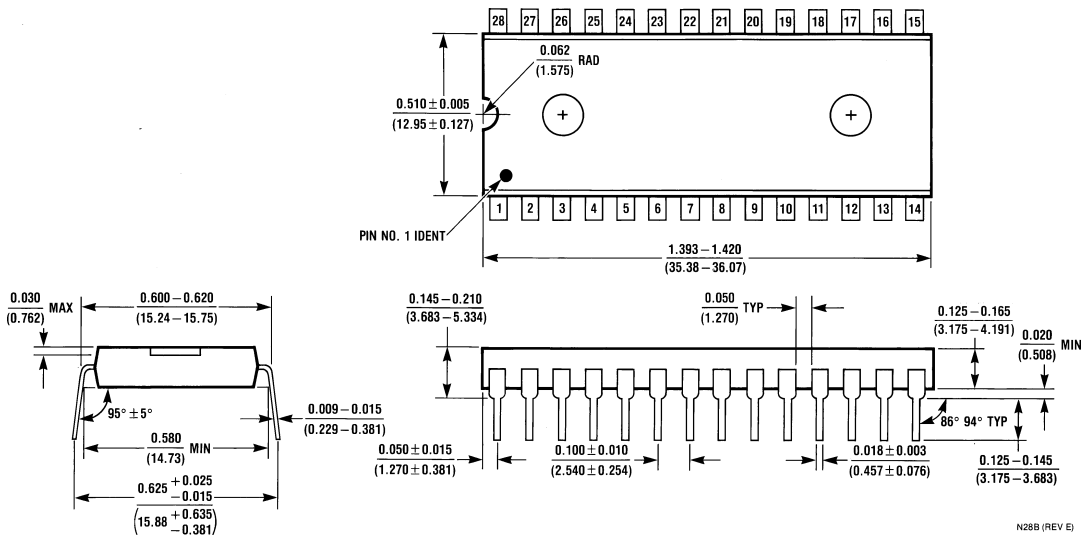 28 27 26 25 24 23 22 21 20 19 18 17 16 15
0.062
(1.575)
RAD
0.510 ± 0.005
(12.95 ± 0.127)
PIN NO. 1 IDENT
1 2 3 4 5 6 7 8 9 10 11 12 13 14
1.393 – 1.420
(35.38 – 36.07)
0.030
(0.762)
MAX
0.600 – 0.620
(15.24 – 15.75)
95° ± 5°
0.009 – 0.015
(0.229 – 0.381)
0.580
(14.73)
MIN
0.625 + 0.025
– 0.015
(15.88 + 0.635
– 0.381)
0.145 – 0.210
(3.683 – 5.334)
0.050
(1.270)
TYP
0.125 – 0.165
(3.175 – 4.191)
0.020
(0.508)
MIN
86° 94° TYP
0.050 ± 0.015
(1.270 ± 0.381)
0.100 ± 0.010
(2.540 ± 0.254)
0.018 ± 0.003
(0.457 ± 0.076)
0.125 – 0.145
(3.175 – 3.683)
N28B (REV E)